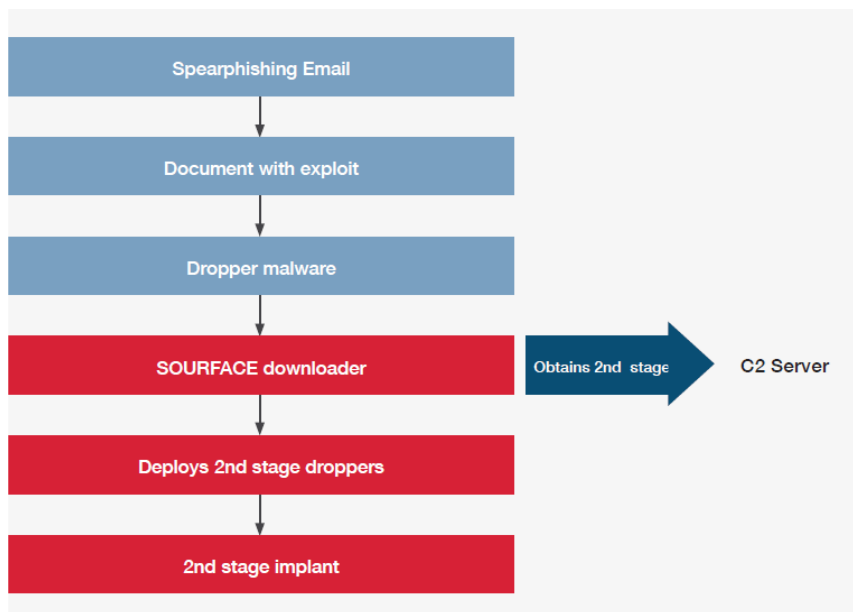 Spearphishing Email
Document with exploit
Dropper malware
SOURFACE downloader
Obtains 2nd stage
C2 Server
Deploys 2nd stage droppers
2nd stage implant